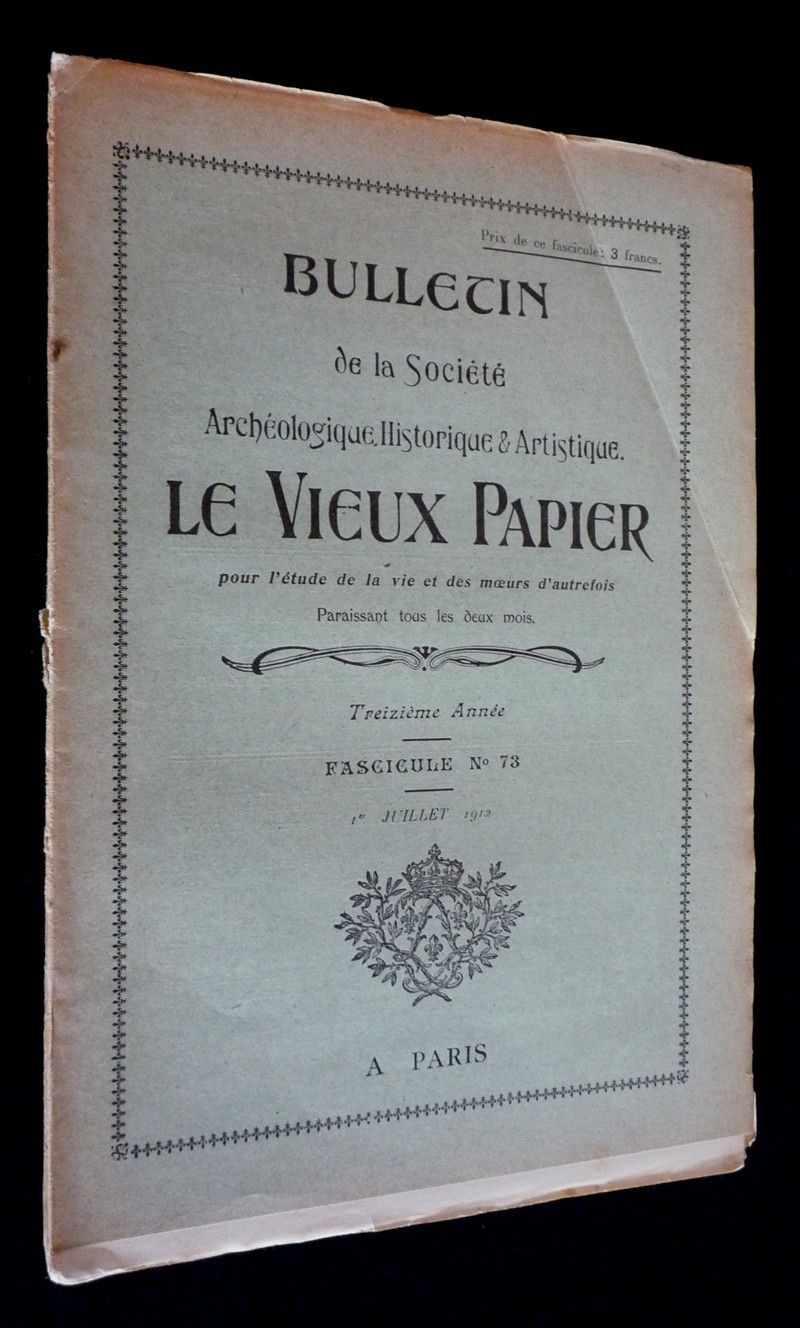 Prix de ce fascicule : 3 francs.
BULLETIN
de la Société
Archéologique, Historique & Artistique.
LE VIEUX PAPIER
pour l'étude de la vie et des mœurs d'autrefois
Paraissant tous les deux mois.
Treizième Année
FASCICULE No 73
1er JUILLET 1912
A PARIS